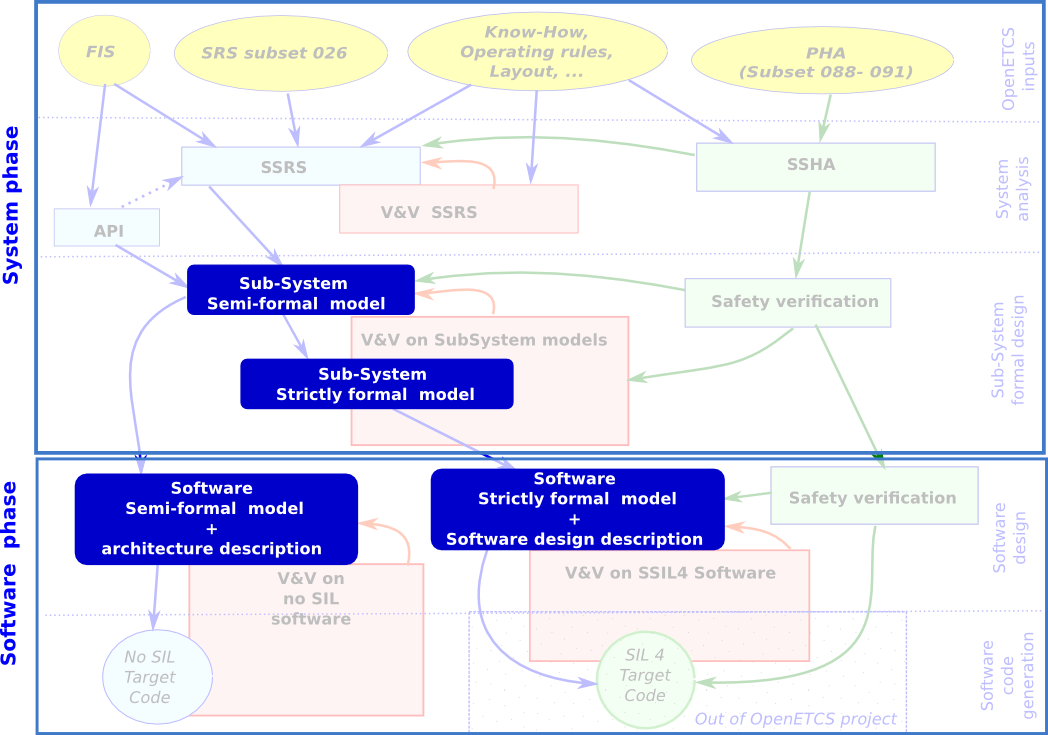 System phase
FIS
SRS subset 026
Know-How,
Operating rules,
Layout, ...
PHA
(Subset 088- 091)
OpenETCS
inputs
SSRS
SSHA
V&V  SSRS
API
System
analysis
Sub-System
Semi-formal  model
Safety verification
V&V on SubSystem models
Sub-System
Strictly formal  model
Sub-System
formal design
Software  phase
Software
Semi-formal  model
+
architecture description
Software
Strictly formal  model
+
Software design description
Safety verification
Software
design
V&V on
no SIL
software
V&V on SSIL4 Software
No SIL
Target
Code
SIL 4
Target
Code
Out of OpenETCS project
Software
code
generation